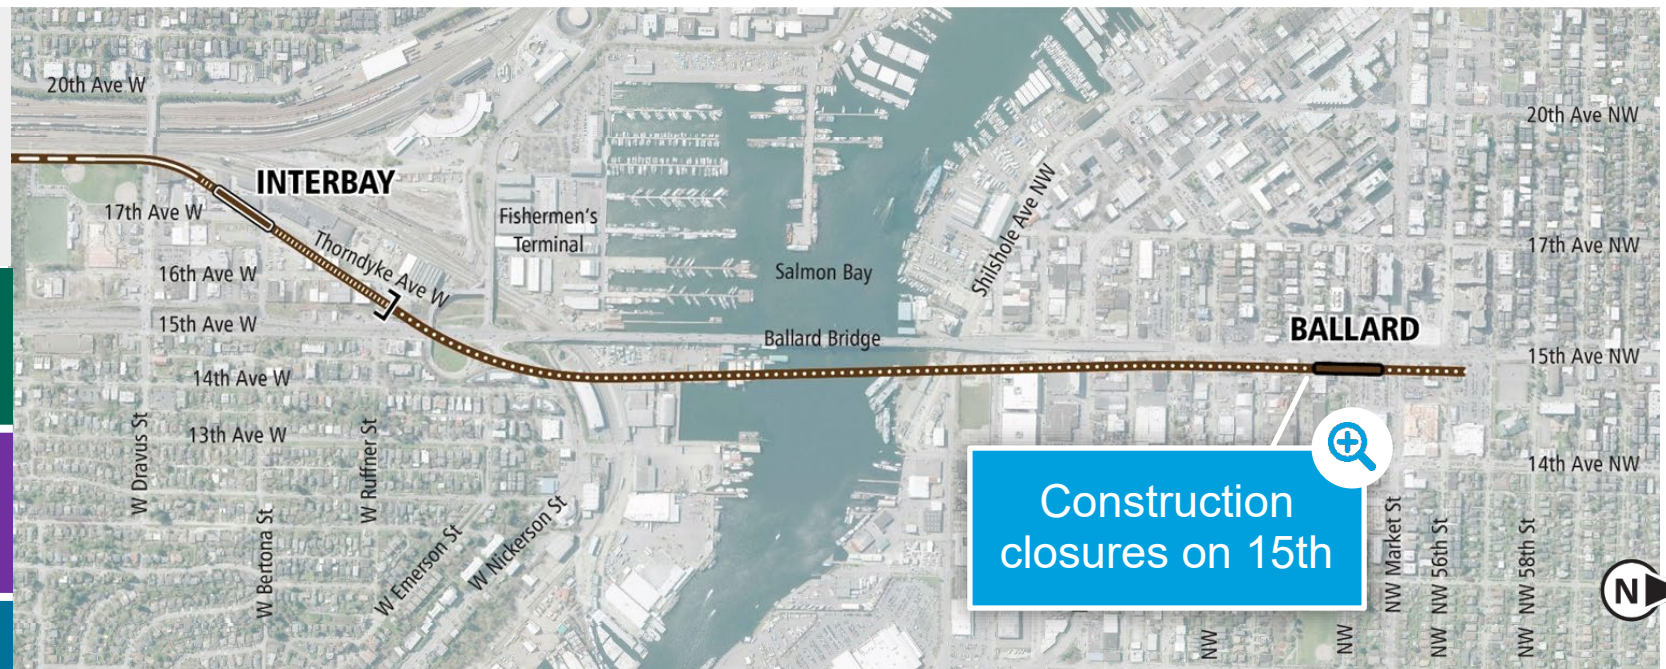 20th Ave W
INTERBAY
17th Ave W
Thorndyke Ave W
16th Ave W
15th Ave W
14th Ave W
13th Ave W
W Dravus St
W Bertona St
W Ruffner St
W Emerson St
W Nickerson St
Fishermen's
Terminal
Salmon Bay
Ballard Bridge
Shilshole Ave NW
20th Ave NW
17th Ave NW
BALLARD
15th Ave NW
14th Ave NW
Construction
closures on 15th
NW
NW
NW Market St
NW 56th St
NW 58th St
N